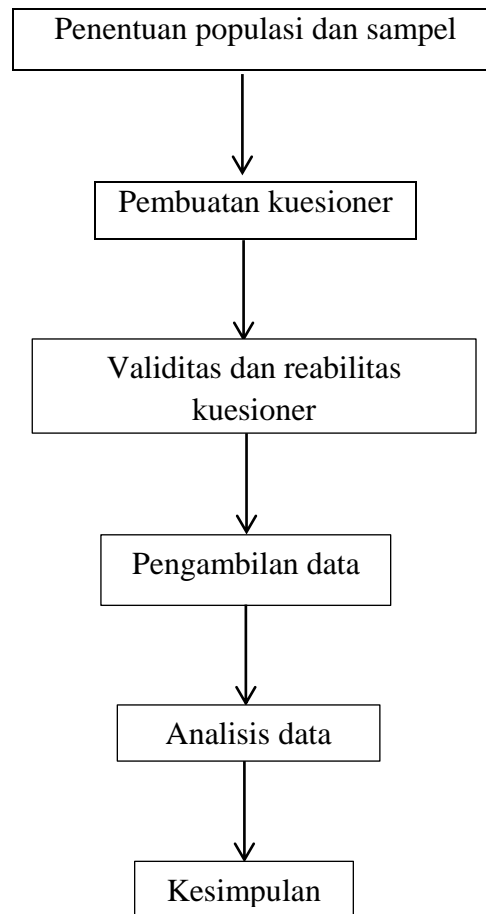 Penentuan populasi dan sampel
Pembuatan kuesioner
Validitas dan reabilitas
kuesioner
Pengambilan data
Analisis data
Kesimpulan